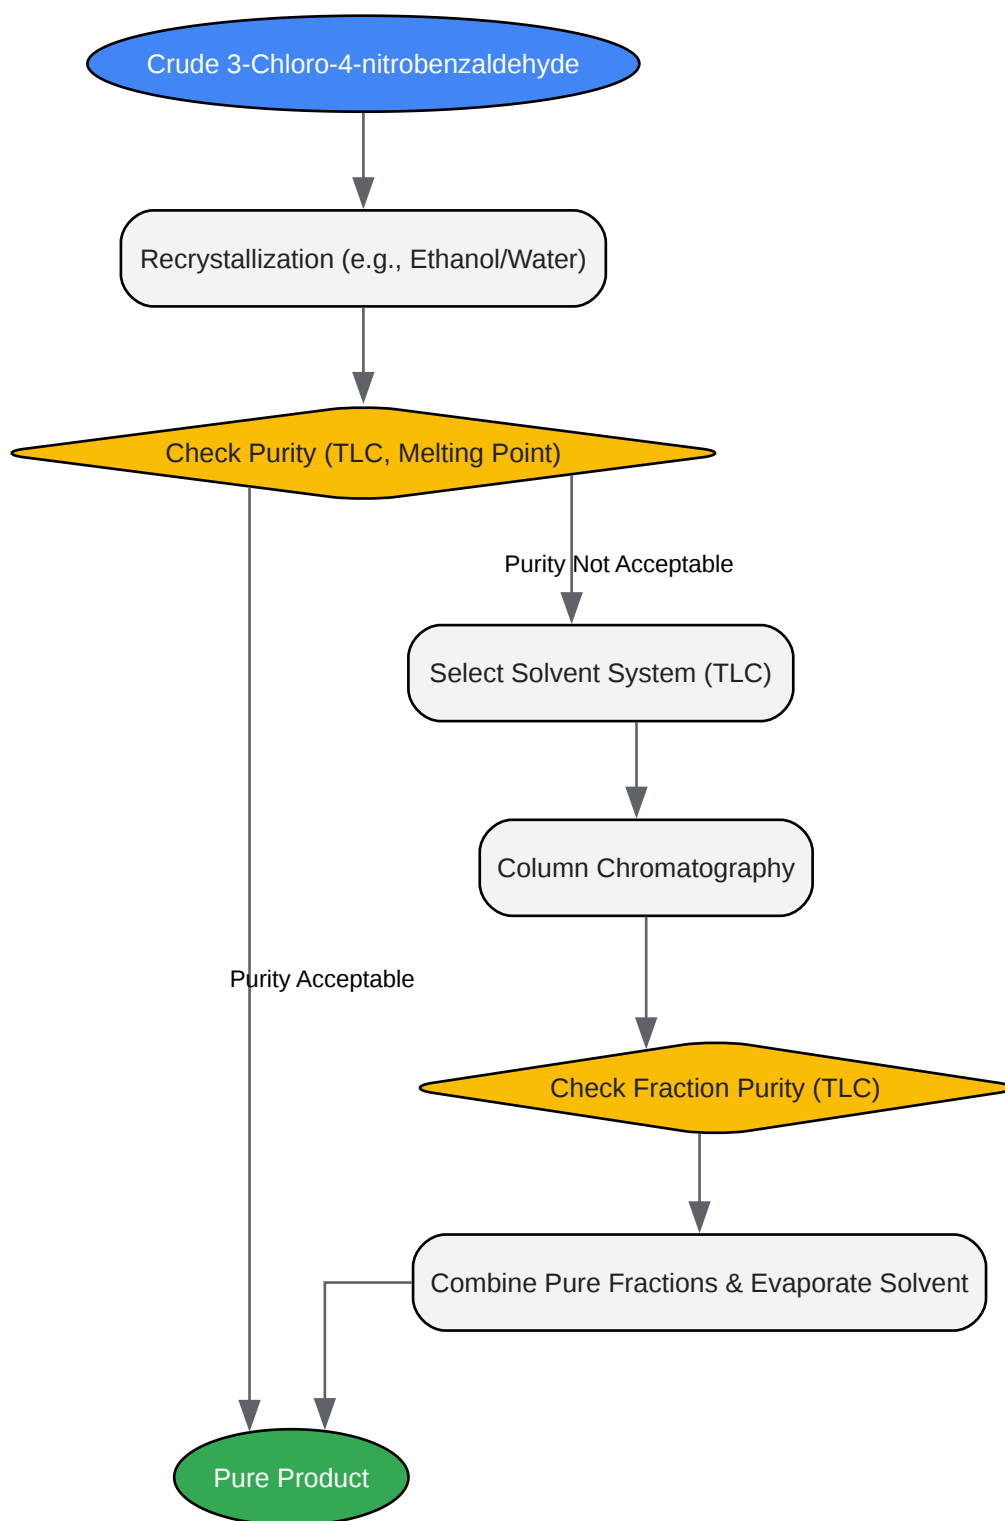 Crude 3-Chloro-4-nitrobenzaldehyde
Recrystallization (e.g., Ethanol/Water)
Check Purity (TLC, Melting Point)
Purity Not Acceptable
Select Solvent System (TLC)
Column Chromatography
Purity Acceptable
Check Fraction Purity (TLC)
Combine Pure Fractions & Evaporate Solvent
Pure Product